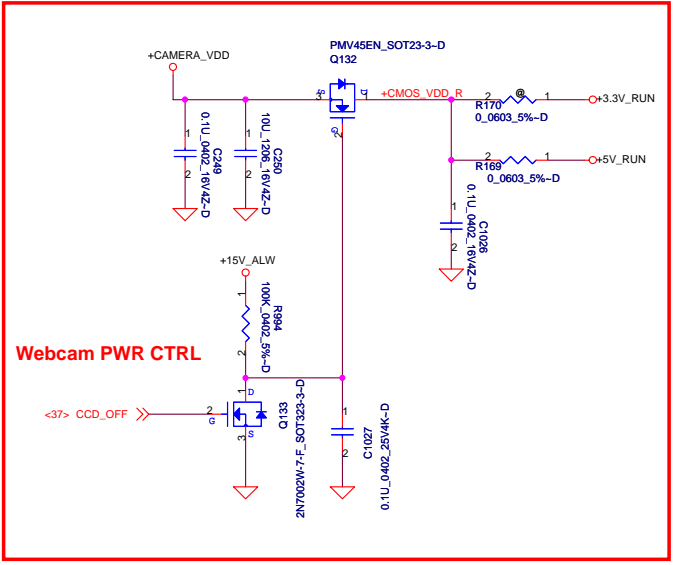 PMV45EN_SOT23-3~D
Q132
+CAMERA_VDD
S
3
D
1
+CMOS_VDD_R
G
2
2
@
1
+3.3V_RUN
R170
0_0603_5%~D
2
1
+5V_RUN
R169
0_0603_5%~D
1
2
C249
0.1U_0402_16V4Z~D
1
2
C250
10U_1206_16V4Z~D
1
2
C1026
0.1U_0402_16V4Z~D
+15V_ALW
1
2
R994
100K_0402_5%~D
Webcam PWR CTRL
<37> CCD_OFF
2
G
1
D
S
3
Q133
2N7002W-7-F_SOT323-3~D
1
2
C1027
0.1U_0402_25V4K~D